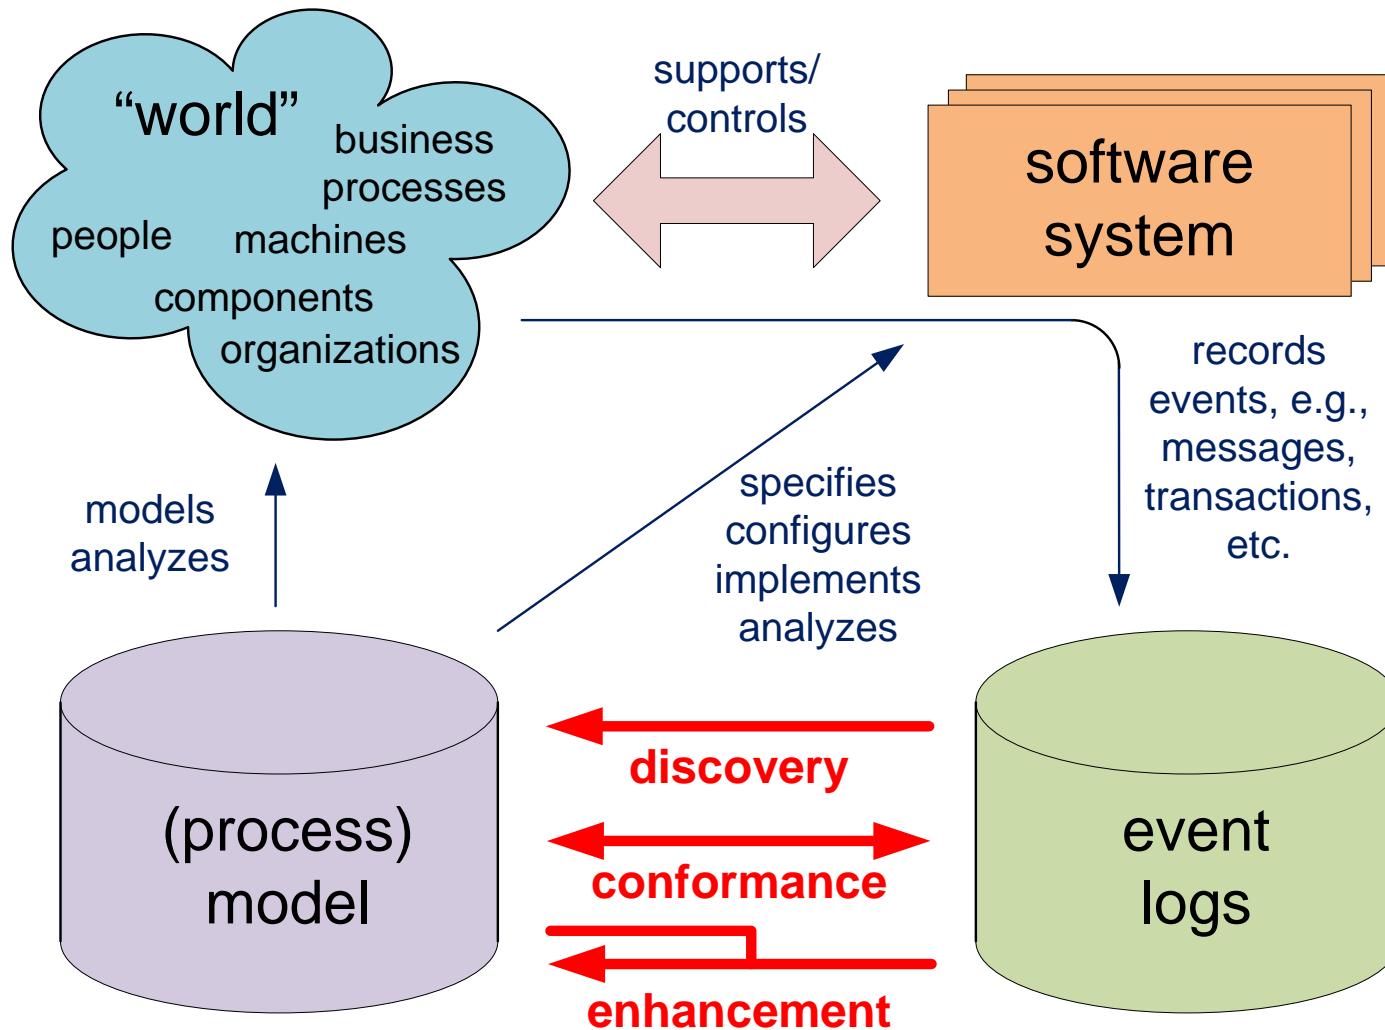 “world”
business
processes
people
machines
components
organizations
supports/
controls
software
system
records
events, e.g.,
messages,
transactions,
etc.
models
analyzes
specifies
configures
implements
analyzes
(process)
model
discovery
conformance
enhancement
event
logs